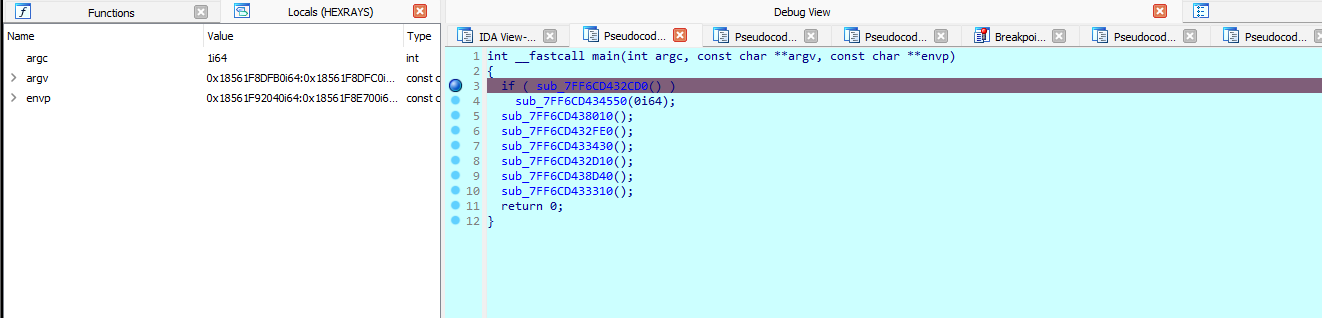 Functions
Locals (HEXRAYS)
Debug View
Name Value Type
argc 1i64 int
argv 0x18561F8DFB0i64:0x18561F8DFC0i... const c
envp 0x18561F92040i64:0x18561F8E700i6... const c
IDA View-... Pseudocod... Pseudocod... Pseudocod... Breakpoi... Pseudocod... Pseudocod...
1 int __fastcall main(int argc, const char **argv, const char **envp)
2 {
3 if ( sub_7FF6CD432CD0() )
4 sub_7FF6CD434550(0i64);
5 sub_7FF6CD438010();
6 sub_7FF6CD432FE0();
7 sub_7FF6CD433430();
8 sub_7FF6CD432D10();
9 sub_7FF6CD438D40();
10 sub_7FF6CD433310();
11 return 0;
12 }